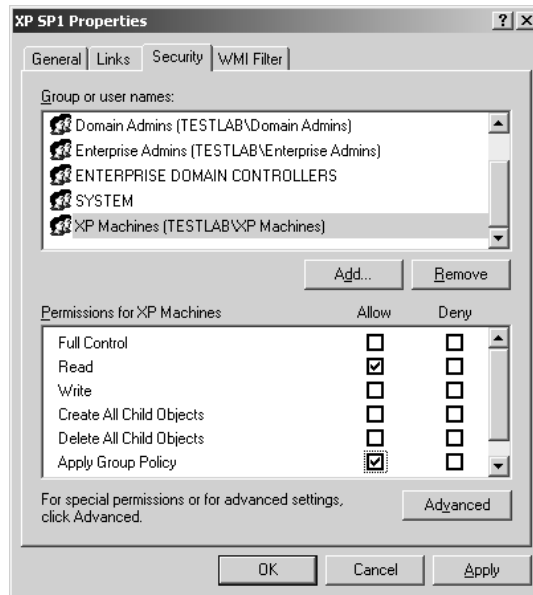 XP SP1 Properties
General Links Security WMI Filter
Group or user names:
Domain Admins (TESTLAB\Domain Admins)
Enterprise Admins (TESTLAB\Enterprise Admins)
ENTERPRISE DOMAIN CONTROLLERS
SYSTEM
XP Machines (TESTLAB\XP Machines)
Add... Remove
Permissions for XP Machines Allow Deny
Full Control
Read
Write
Create All Child Objects
Delete All Child Objects
Apply Group Policy
For special permissions or for advanced settings,
click Advanced.
Advanced
OK Cancel Apply